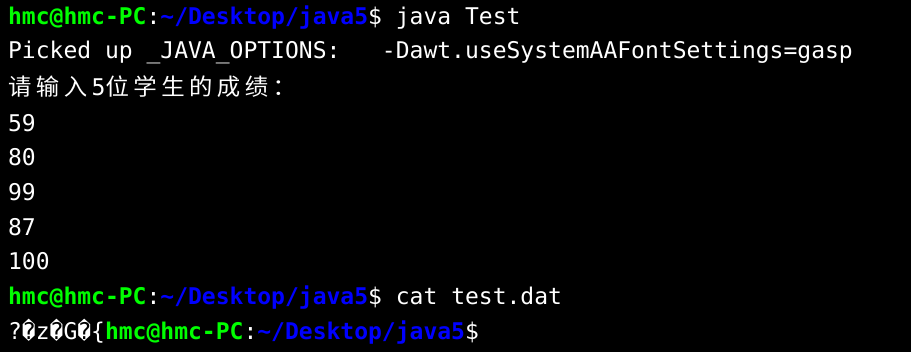 hmc@hmc-PC:~/Desktop/java5$ java Test
Picked up _JAVA_OPTIONS:   -Dawt.useSystemAAFontSettings=gasp
请输入5位学生的成绩：
59
80
99
87
100
hmc@hmc-PC:~/Desktop/java5$ cat test.dat
?�z�G�{hmc@hmc-PC:~/Desktop/java5$